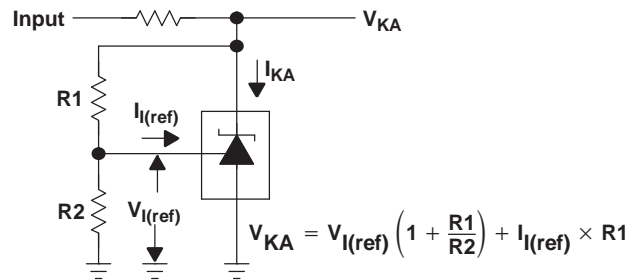 Input
V_KA
I_KA
R1
I_I(ref)
R2
V_I(ref)
V_KA = V_I(ref) (1 + R1/R2) + I_I(ref) × R1